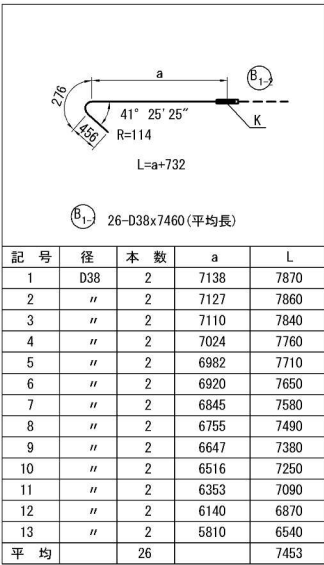 a
276
B1-2
41° 25′25″
456
R=114
K
L=a+732
26-D38x7460(平均長)
記 号 径 本 数 a L
1 D38 2 7138 7870
2 〃 2 7127 7860
3 〃 2 7110 7840
4 〃 2 7024 7760
5 〃 2 6982 7710
6 〃 2 6920 7650
7 〃 2 6845 7580
8 〃 2 6755 7490
9 〃 2 6647 7380
10 〃 2 6516 7250
11 〃 2 6353 7090
12 〃 2 6140 6870
13 〃 2 5810 6540
平 均 26 7453